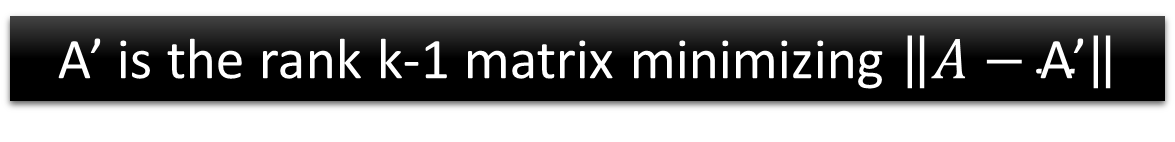 A’ is the rank k-1 matrix minimizing ‖A − A’‖